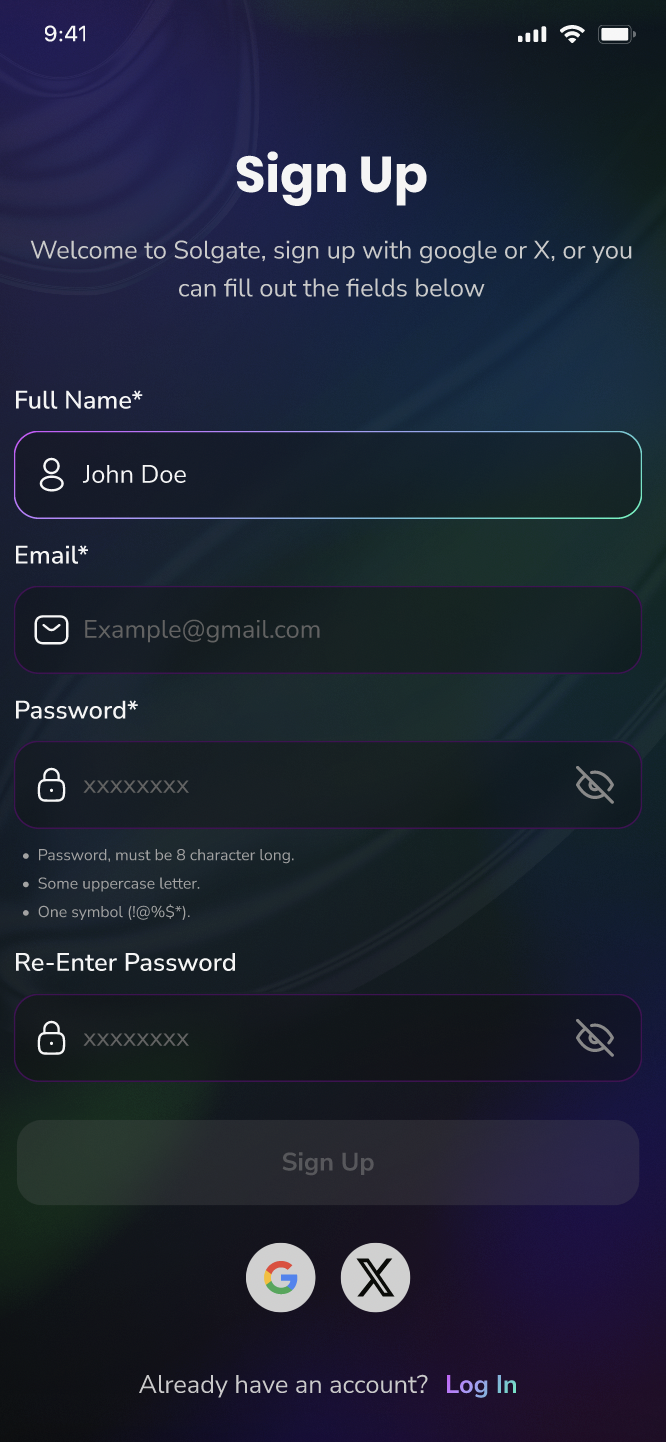 9:41
Sign Up
Welcome to Solgate, sign up with google or X, or you
can fill out the fields below
Full Name*
John Doe
Email*
Example@gmail.com
Password*
xxxxxxxx
• Password, must be 8 character long.
• Some uppercase letter.
• One symbol (!@%$*).
Re-Enter Password
xxxxxxxx
Sign Up
G X
Already have an account? Log In